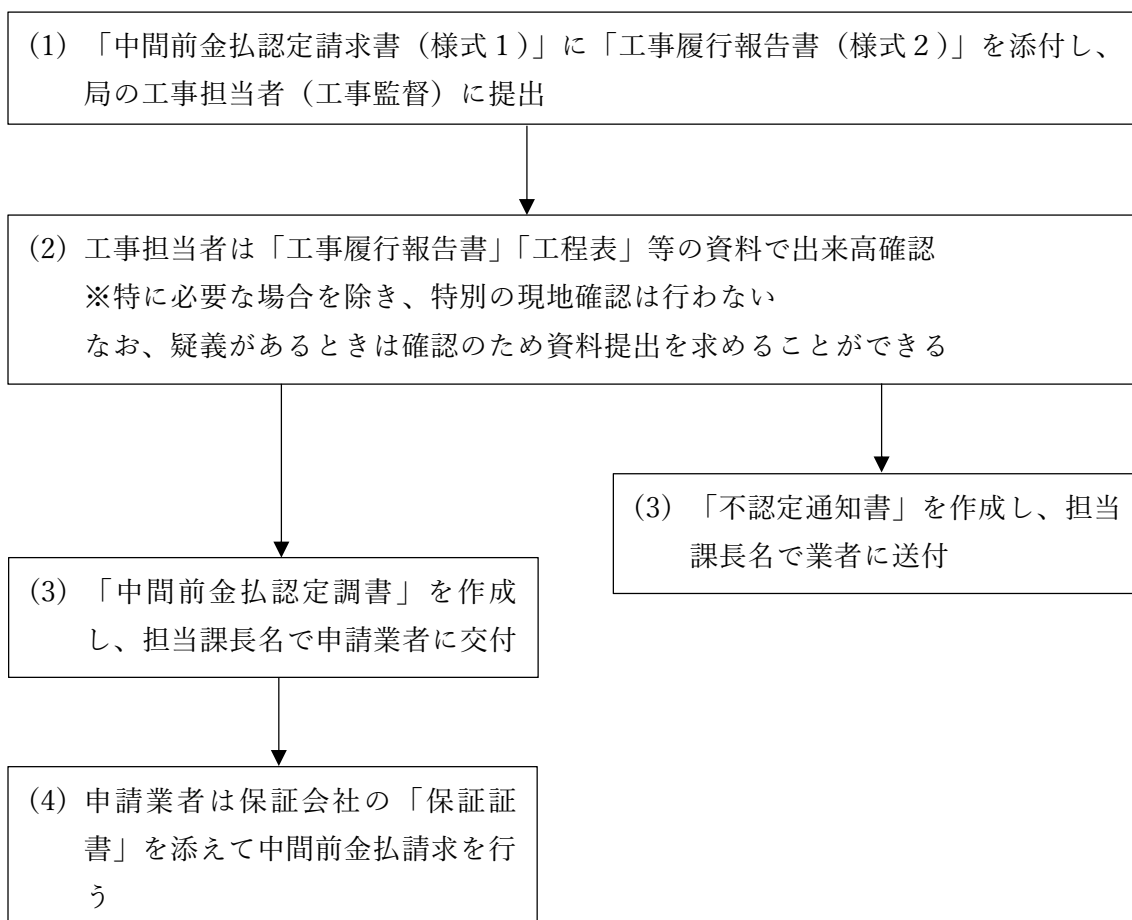 (1) 「中間前金払認定請求書（様式１）」に「工事履行報告書（様式２）」を添付し、
局の工事担当者（工事監督）に提出
(2) 工事担当者は「工事履行報告書」「工程表」等の資料で出来高確認
※特に必要な場合を除き、特別の現地確認は行わない
なお、疑義があるときは確認のため資料提出を求めることができる
(3) 「不認定通知書」を作成し、担当
課長名で業者に送付
(3) 「中間前金払認定調書」を作成
し、担当課長名で申請業者に交付
(4) 申請業者は保証会社の「保証証
書」を添えて中間前金払請求を行
う